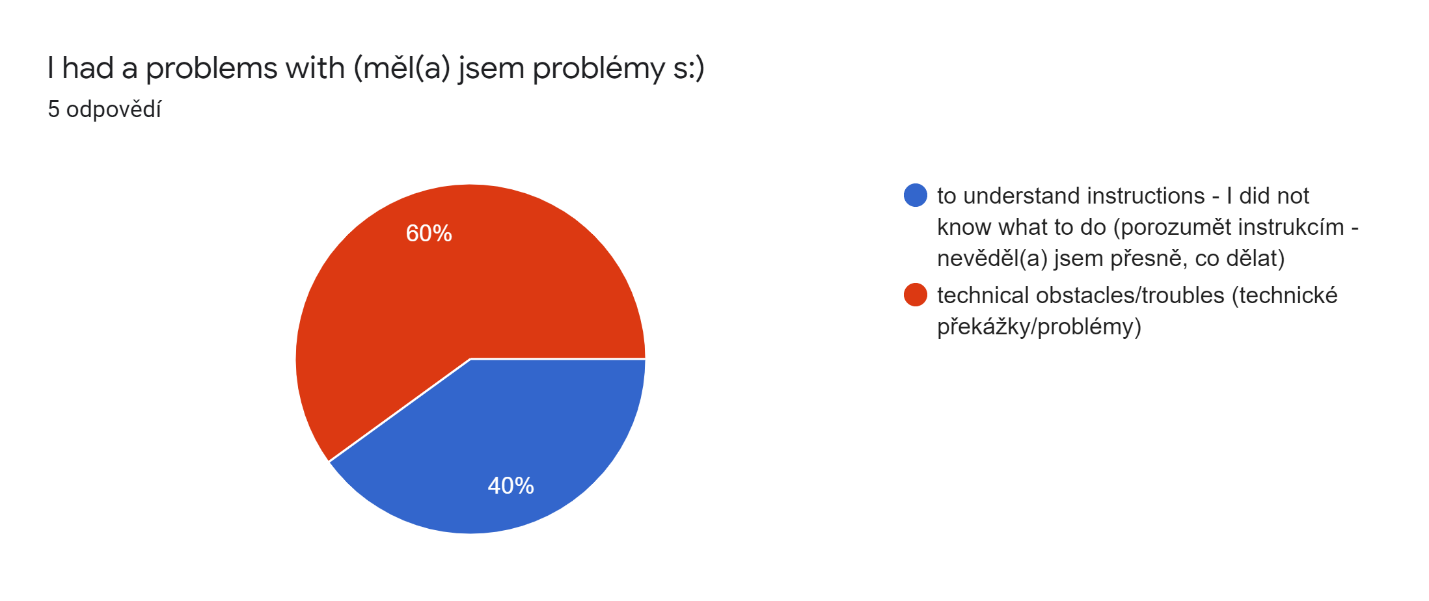 I had a problems with (měl(a) jsem problémy s:)
5 odpovědí
60%
40%
to understand instructions - I did not
know what to do (porozumět instrukcím -
nevěděl(a) jsem přesně, co dělat)
technical obstacles/troubles (technické
překážky/problémy)